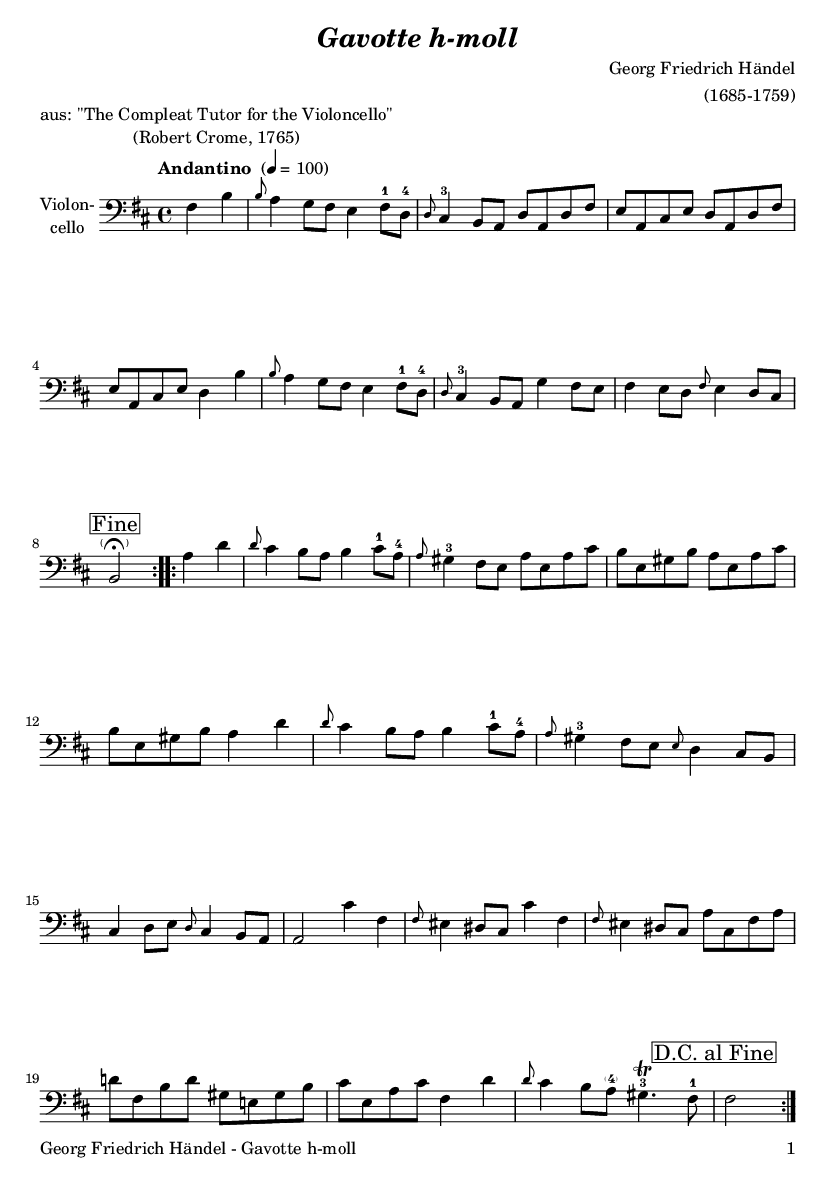 Gavotte h-moll
Georg Friedrich Händel
(1685-1759)
aus: "The Compleat Tutor for the Violoncello"
(Robert Crome, 1765)
Andantino (♩ = 100)
Violon-
cello
1 4 3
4
1 4 3
Fine
8
1 4 3
12
1 4 3
15
D.C. al Fine
19
(4) tr 3 1
Georg Friedrich Händel - Gavotte h-moll 1